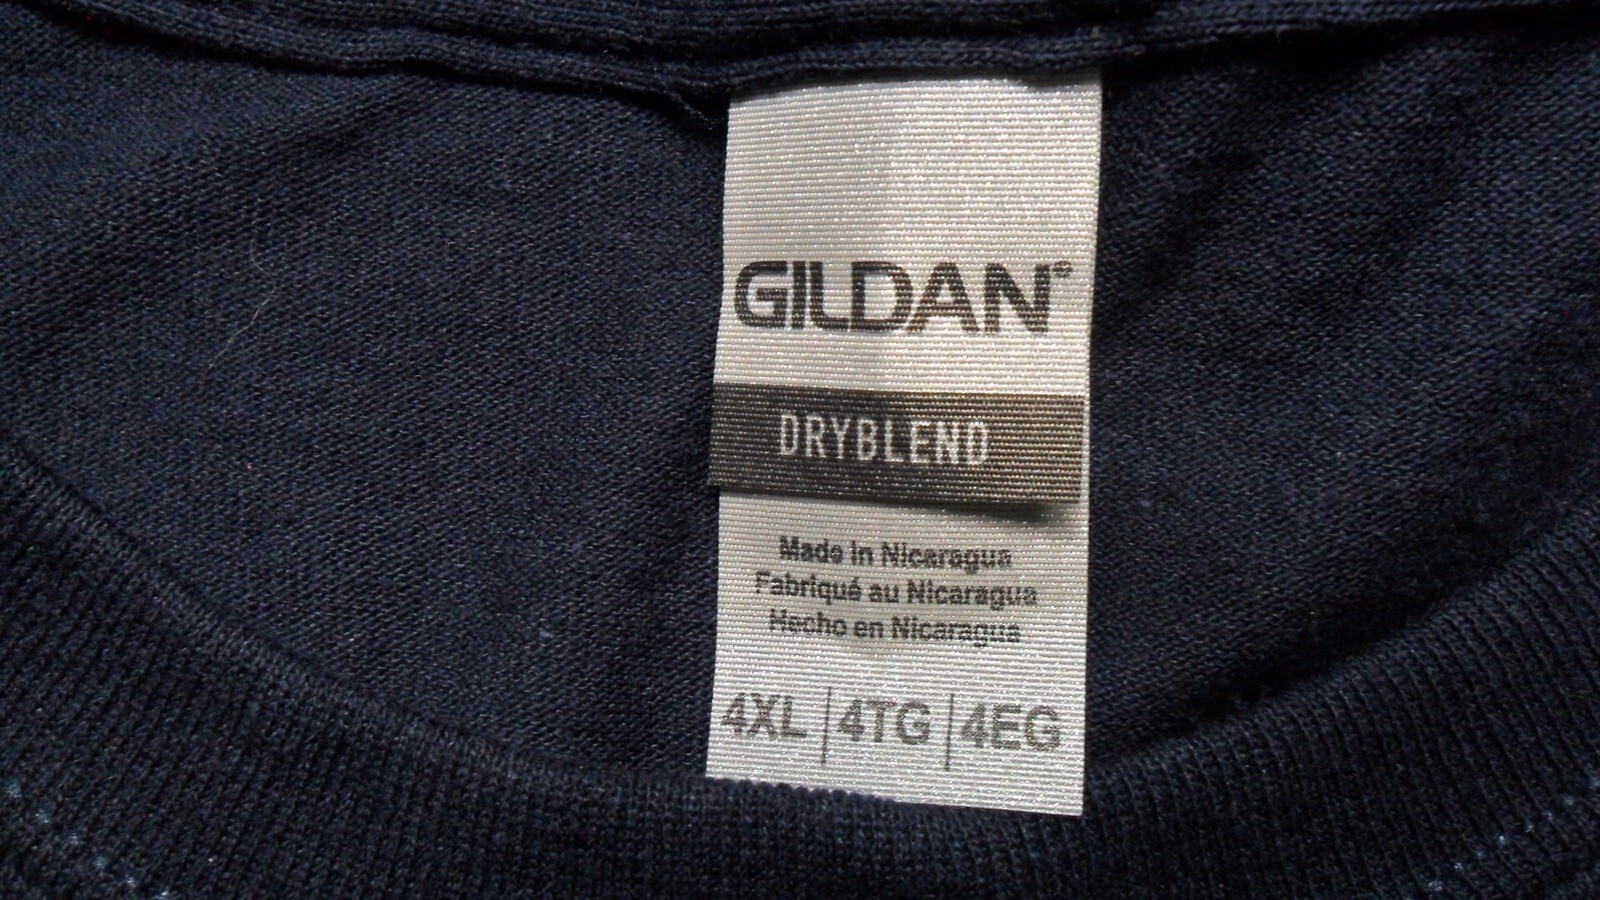 GILDAN®
DRYBLEND
Made in Nicaragua
Fabriqué au Nicaragua
Hecho en Nicaragua
4XL | 4TG | 4EG